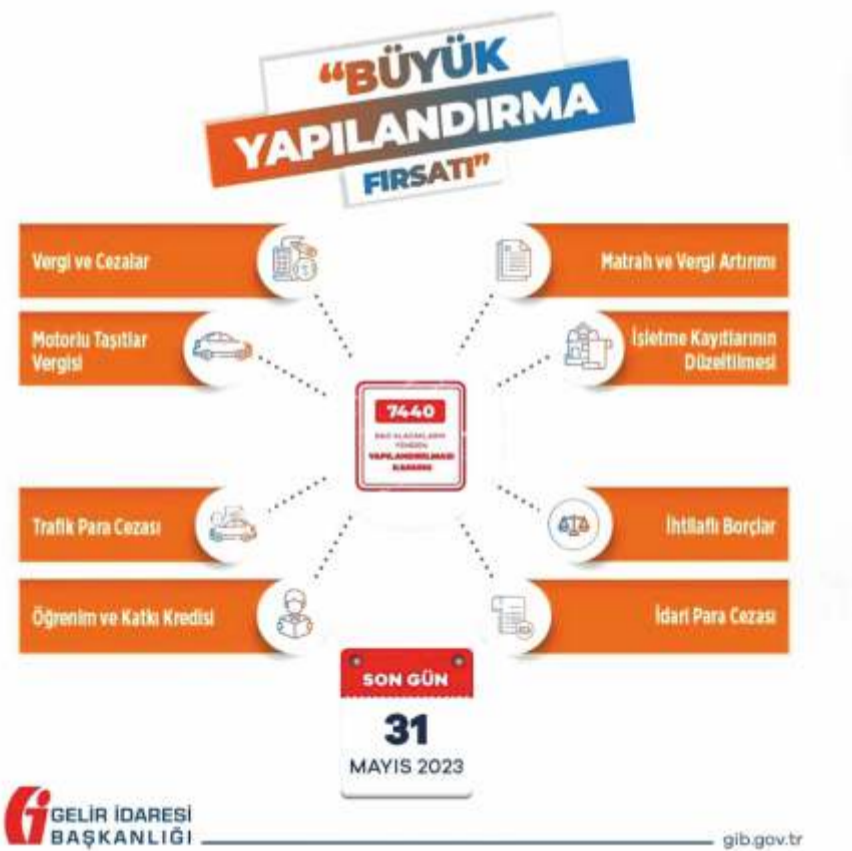 “BÜYÜK
YAPILANDIRMA
FIRSATI”
Vergi ve Cezalar
Matrah ve Vergi Artırımı
Motorlu Taşıtlar
Vergisi
İşletme Kayıtlarının
Düzeltilmesi
7440
YAPILANDIRILMASI
Trafik Para Cezası
İhtilaflı Borçlar
Öğrenim ve Katkı Kredisi
İdari Para Cezası
SON GÜN
31
MAYIS 2023
GELİR İDARESİ
BAŞKANLIĞI
gib.gov.tr